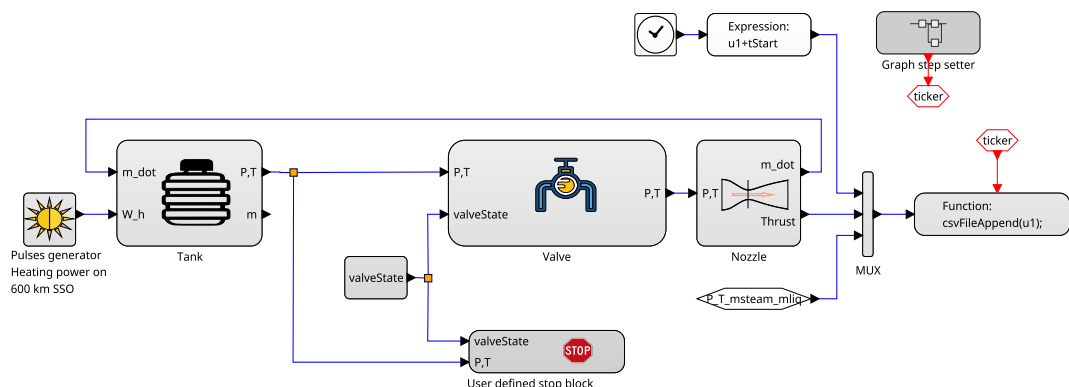 Expression:
u1+tStart
Graph step setter
ticker
ticker
m_dot
W_h
P,T
m
Tank
Pulses generator
Heating power on
600 km SSO
P,T
valveState
P,T
Valve
P,T
m_dot
Thrust
Nozzle
MUX
Function:
csvFileAppend(u1);
valveState
P_T_msteam_mliq
valveState
P,T
STOP
User defined stop block